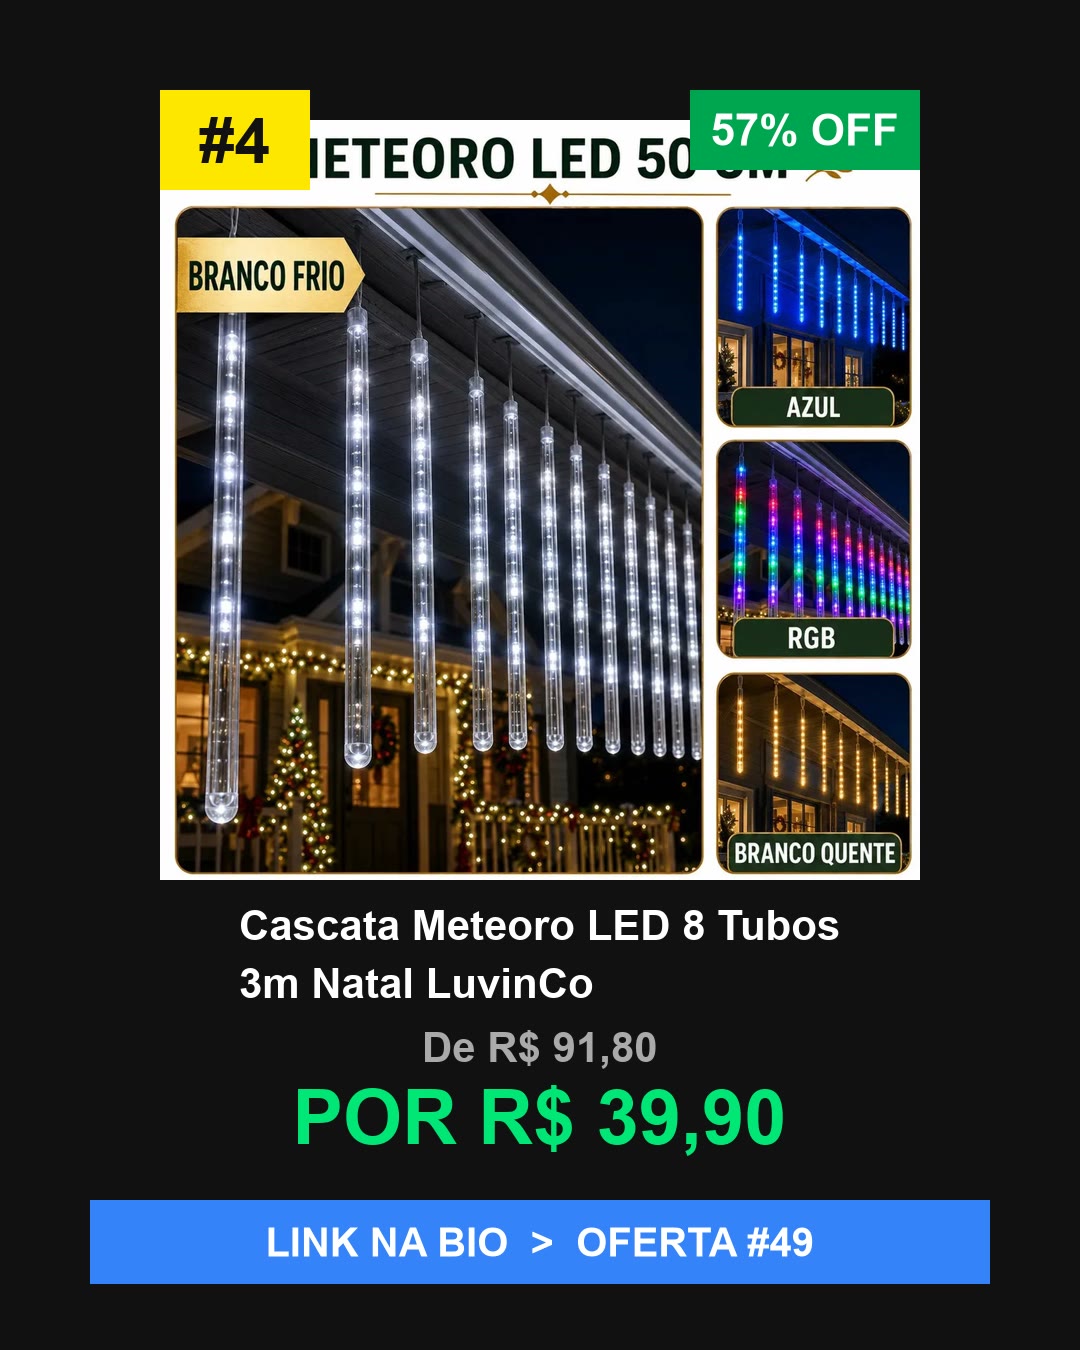 #4
57% OFF
METEORO LED 50 CM
BRANCO FRIO
AZUL
RGB
BRANCO QUENTE
Cascata Meteoro LED 8 Tubos
3m Natal LuvinCo
De R$ 91,80
POR R$ 39,90
LINK NA BIO > OFERTA #49